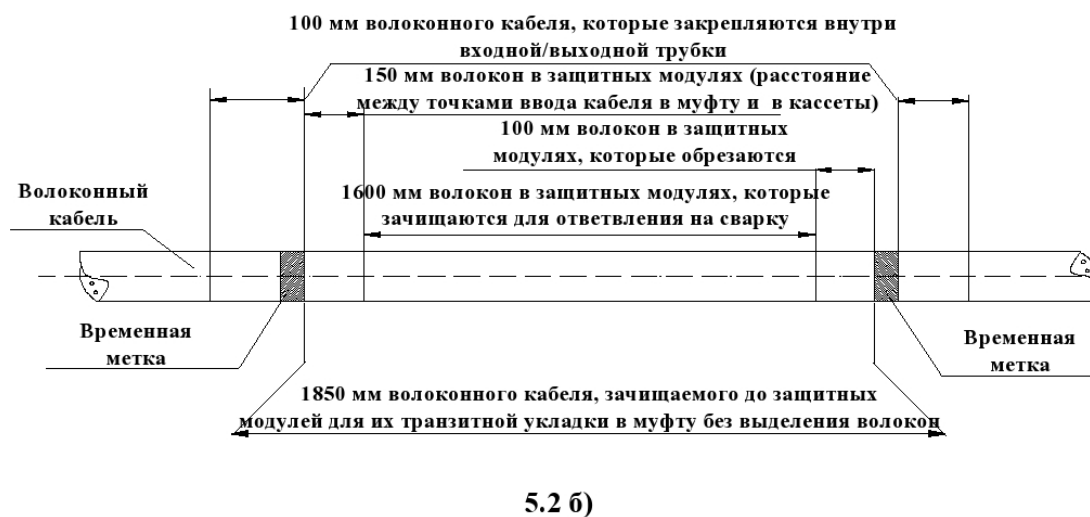 100 мм волоконного кабеля, которые закрепляются внутри
входной/выходной трубки
150 мм волокон в защитных модулях (расстояние
между точками ввода кабеля в муфту и в кассеты)
100 мм волокон в защитных
модулях, которые обрезаются
Волоконный
кабель
1600 мм волокон в защитных модулях, которые
зачищаются для ответвления на сварку
Временная
метка
Временная
метка
1850 мм волоконного кабеля, зачищаемого до защитных
модулей для их транзитной укладки в муфту без выделения волокон
5.2 б)